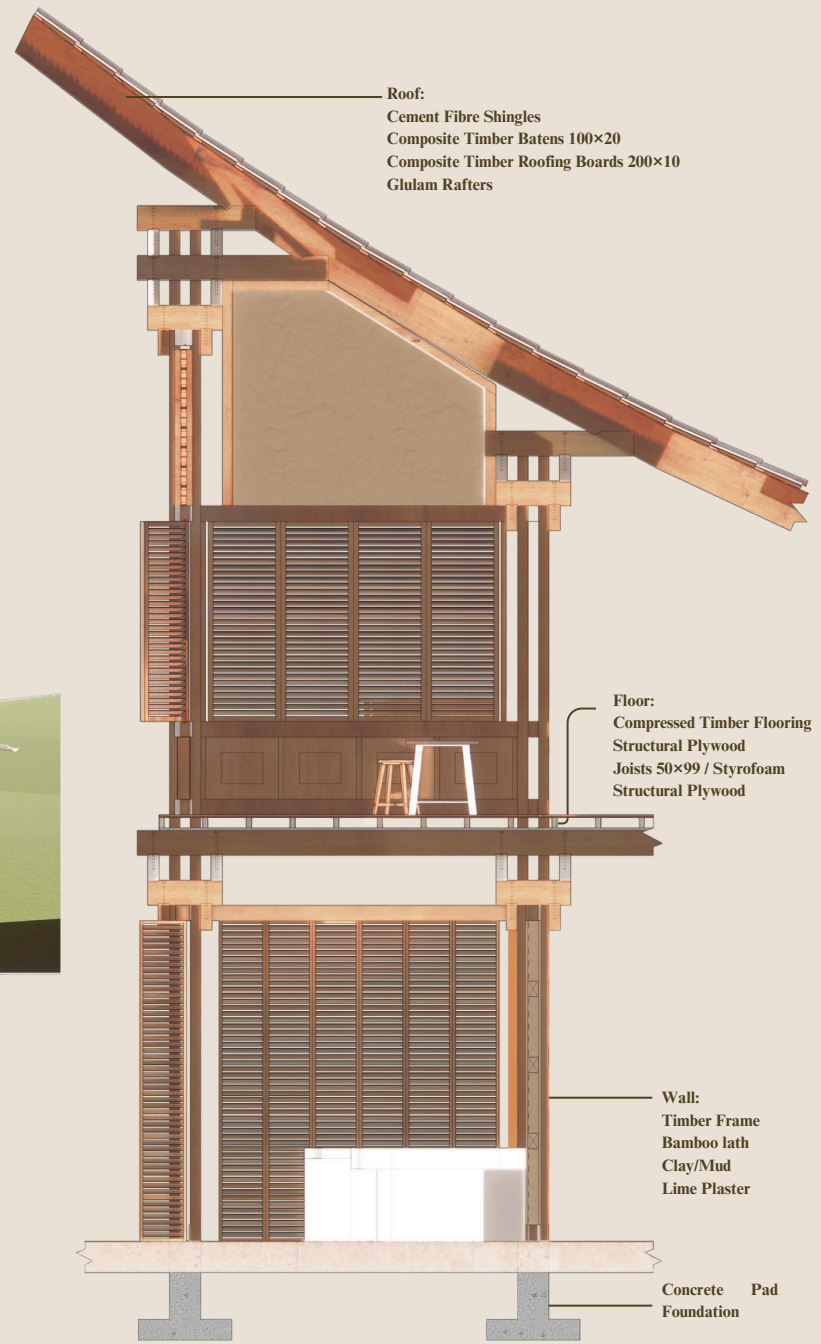 Roof:
Cement Fibre Shingles
Composite Timber Batens 100×20
Composite Timber Roofing Boards 200×10
Glulam Rafters
Floor:
Compressed Timber Flooring
Structural Plywood
Joists 50×99 / Styrofoam
Structural Plywood
Wall:
Timber Frame
Bamboo lath
Clay/Mud
Lime Plaster
Concrete Pad
Foundation